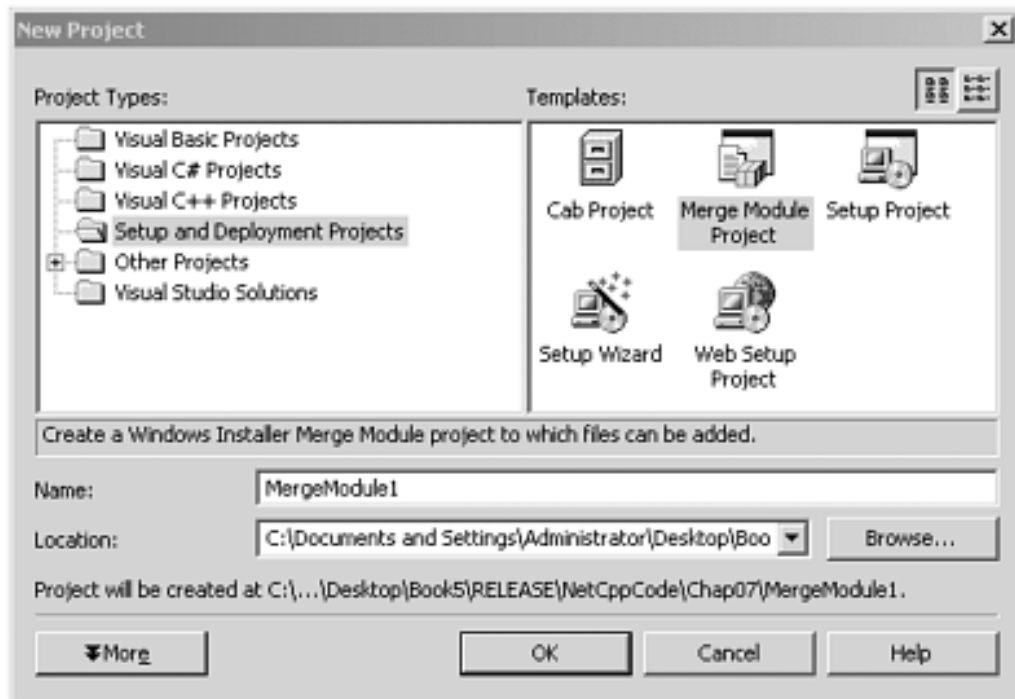 New Project
Project Types:
Templates:
Visual Basic Projects
Visual C# Projects
Visual C++ Projects
Setup and Deployment Projects
Other Projects
Visual Studio Solutions
Cab Project
Merge Module
Project
Setup Project
Setup Wizard
Web Setup
Project
Create a Windows Installer Merge Module project to which files can be added.
Name:
MergeModule1
Location:
C:\Documents and Settings\Administrator\Desktop\Boo
Browse...
Project will be created at C:\...\Desktop\Book5\RELEASE\NetCppCode\Chap07\MergeModule1.
More
OK
Cancel
Help